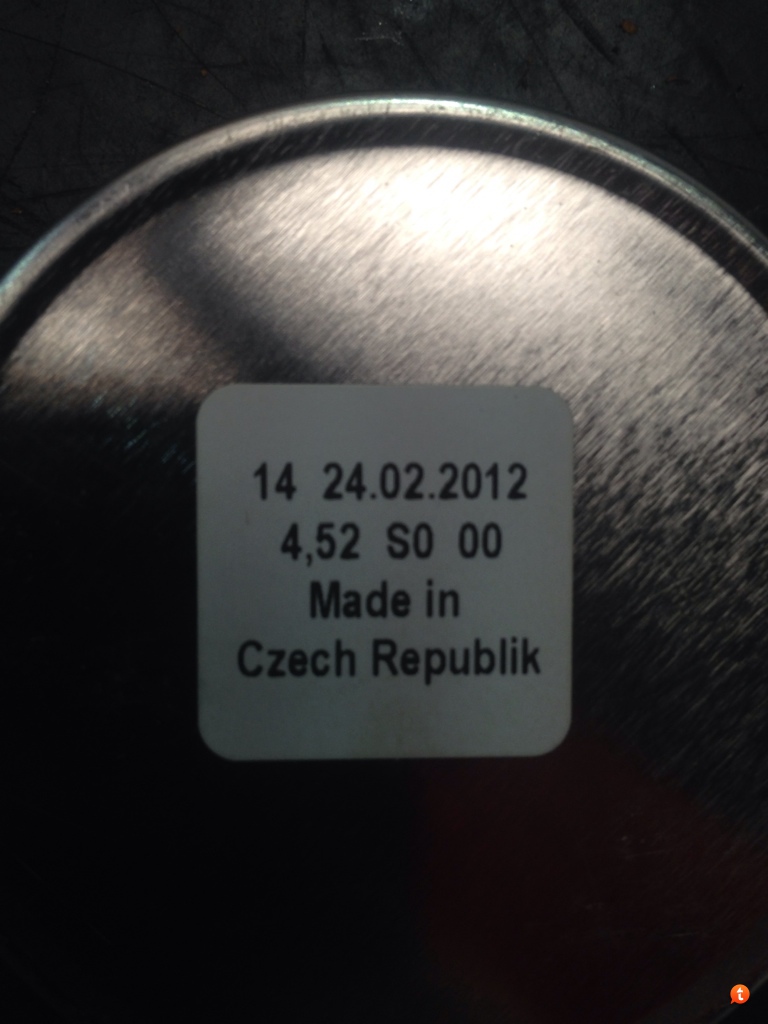 14 24.02.2012
4,52 S0 00
Made in
Czech Republik
t